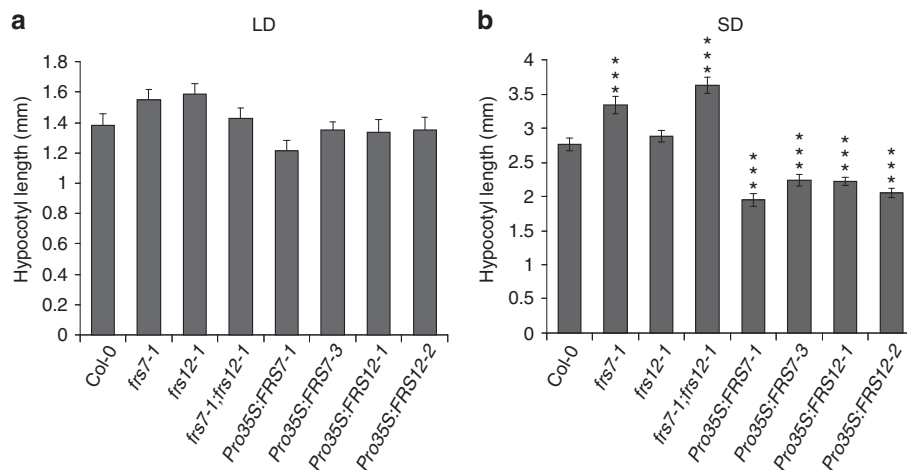 a
LD
Hypocotyl length (mm)
1.8
1.6
1.4
1.2
1
0.8
0.6
0.4
0.2
0
Col-0
frs7-1
frs12-1
frs7-1;frs12-1
Pro35S:FRS7-1
Pro35S:FRS7-3
Pro35S:FRS12-1
Pro35S:FRS12-2
b
SD
Hypocotyl length (mm)
4
3.5
3
2.5
2
1.5
1
0.5
0
***
***
***
***
***
***
Col-0
frs7-1
frs12-1
frs7-1;frs12-1
Pro35S:FRS7-1
Pro35S:FRS7-3
Pro35S:FRS12-1
Pro35S:FRS12-2